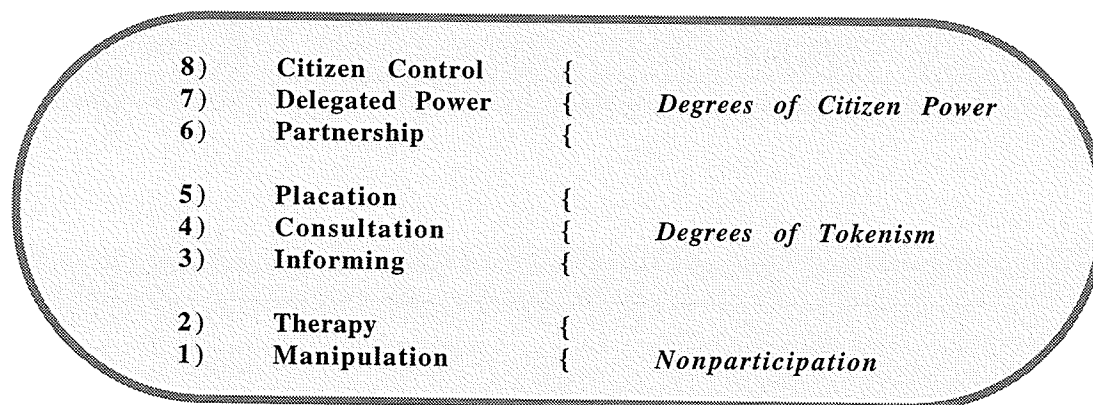 8) Citizen Control {
7) Delegated Power { Degrees of Citizen Power
6) Partnership {
5) Placation {
4) Consultation { Degrees of Tokenism
3) Informing {
2) Therapy {
1) Manipulation { Nonparticipation